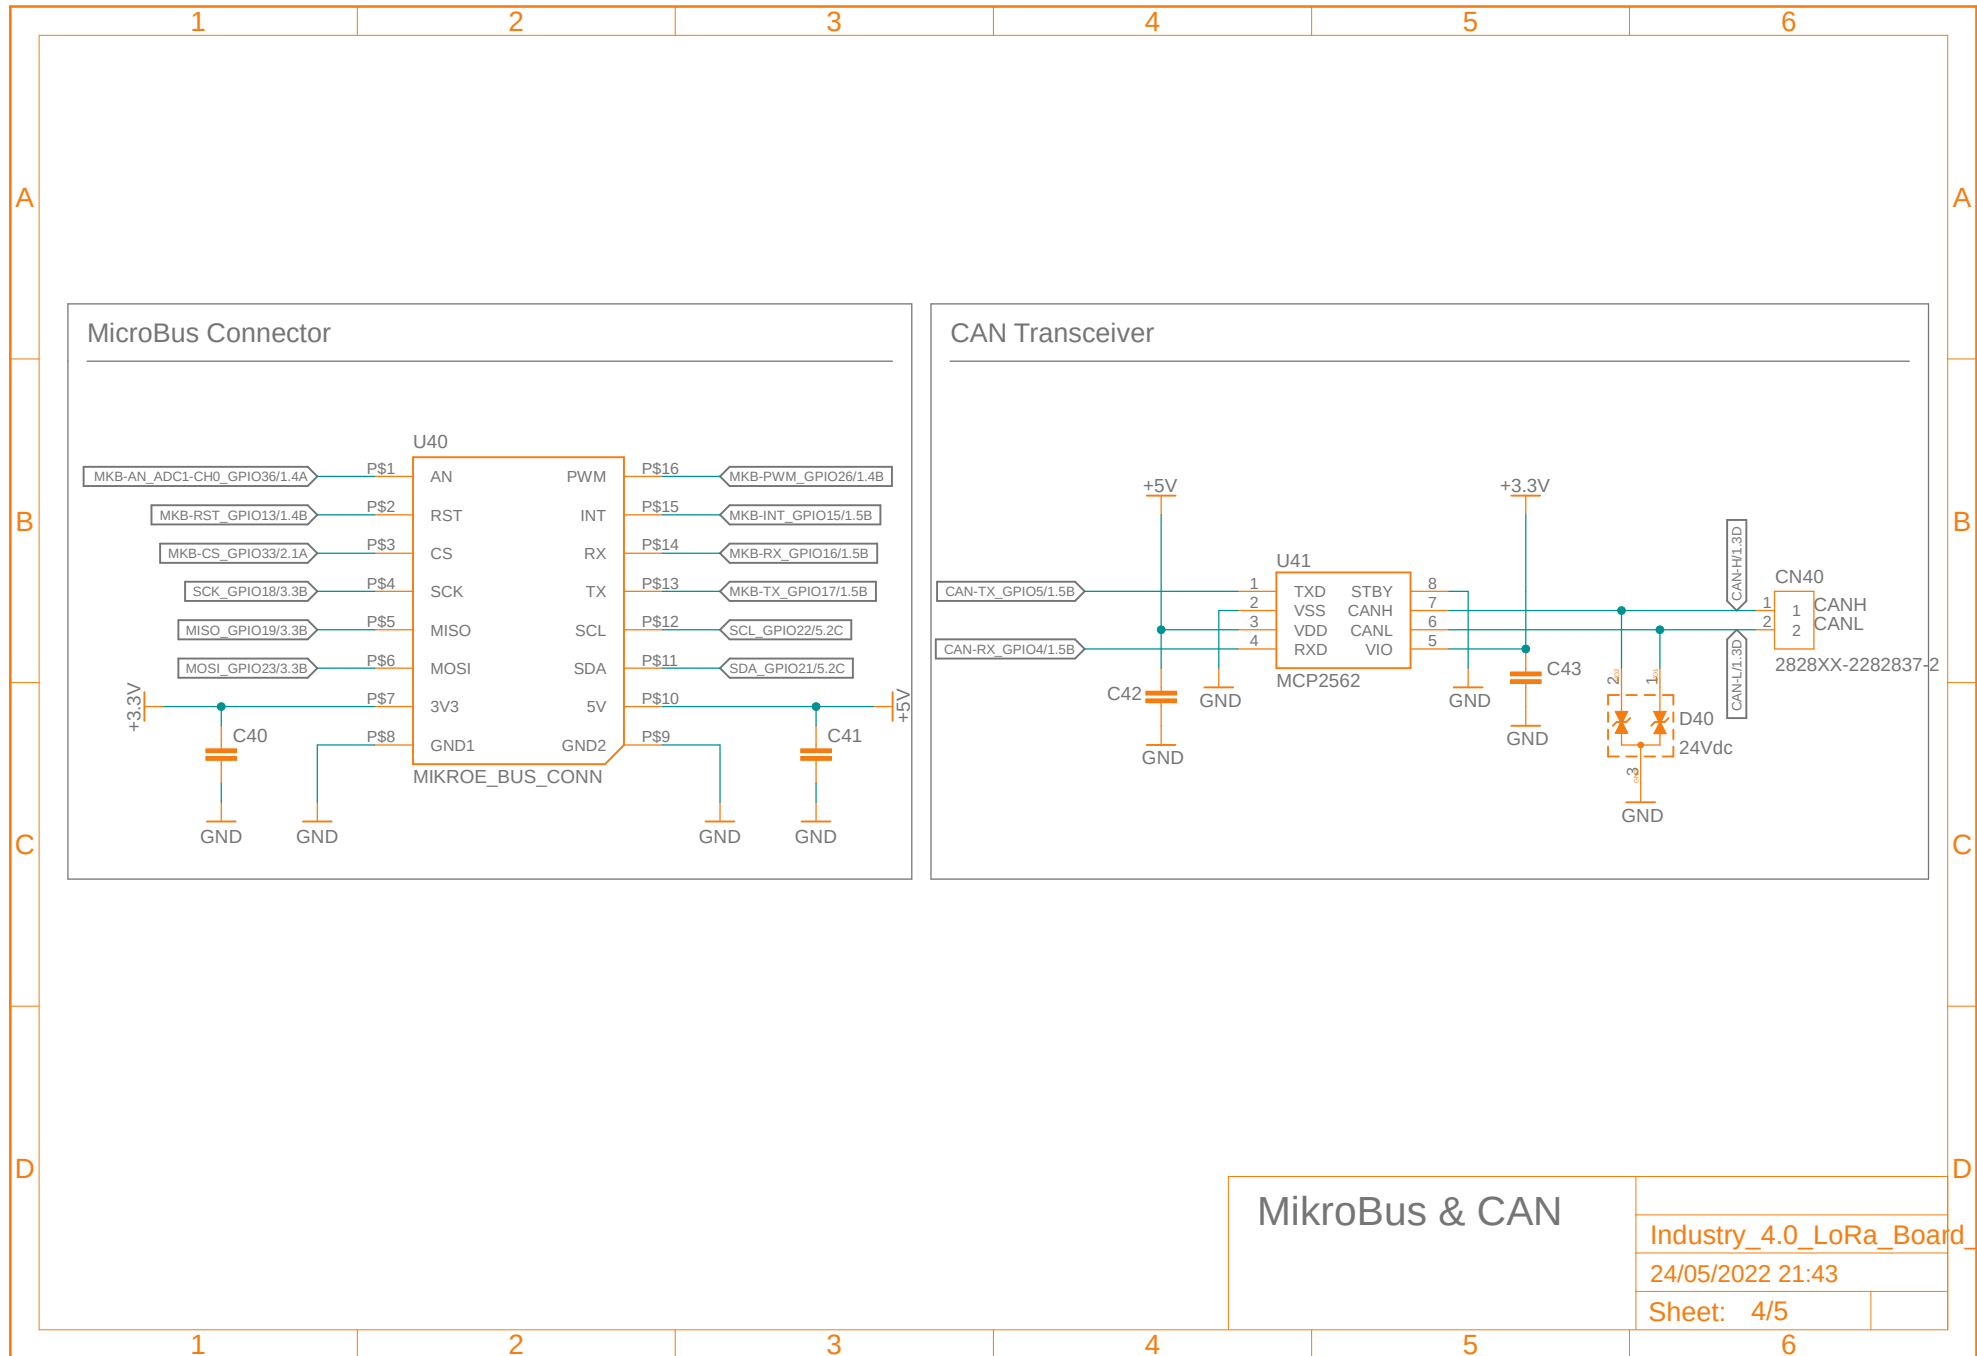 1 2 3 4 5 6
A A
MicroBus Connector
CAN Transceiver
U40
MKB-AN_ADC1-CH0_GPIO36/1.4A P$1 AN PWM P$16 MKB-PWM_GPIO26/1.4B
MKB-RST_GPIO13/1.4B P$2 RST INT P$15 MKB-INT_GPIO15/1.5B
MKB-CS_GPIO33/2.1A P$3 CS RX P$14 MKB-RX_GPIO16/1.5B
SCK_GPIO18/3.3B P$4 SCK TX P$13 MKB-TX_GPIO17/1.5B
MISO_GPIO19/3.3B P$5 MISO SCL P$12 SCL_GPIO22/5.2C
MOSI_GPIO23/3.3B P$6 MOSI SDA P$11 SDA_GPIO21/5.2C
+3.3V P$7 3V3 5V P$10 +5V
P$8 GND1 GND2 P$9
C40 C41
MIKROE_BUS_CONN
GND GND GND GND
+5V +3.3V
B B
U41
CAN-TX_GPIO5/1.5B 1 TXD STBY 8
2 VSS CANH 7
3 VDD CANL 6
CAN-RX_GPIO4/1.5B 4 RXD VIO 5
MCP2562
CAN-H/1.3D
CAN-L/1.3D
CN40
1 1 CANH
2 2 CANL
2828XX-2282837-2
C42 GND GND C43
GND GND
2 1
D40
24Vdc
3
GND
C C
D D
MikroBus & CAN
Industry_4.0_LoRa_Board_
24/05/2022 21:43
Sheet: 4/5
1 2 3 4 5 6